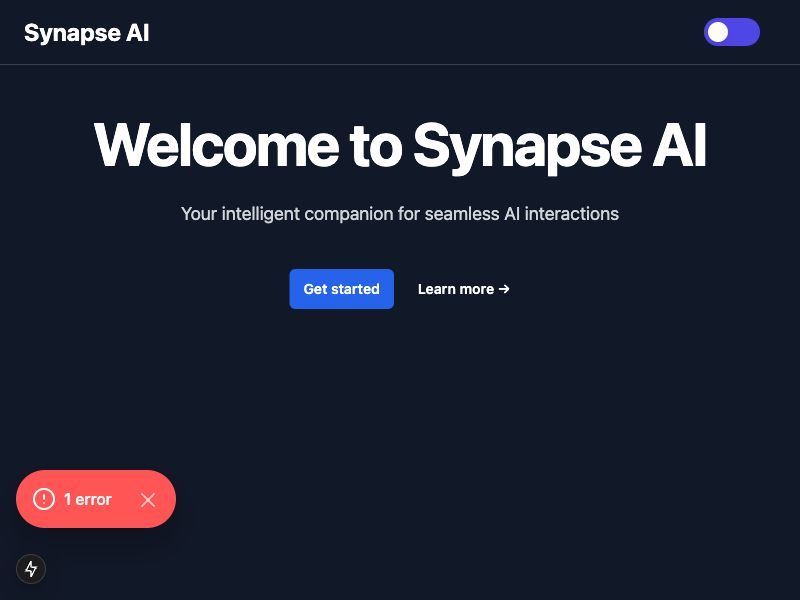 Synapse AI
Welcome to Synapse AI
Your intelligent companion for seamless AI interactions
Get started
Learn more →
1 error